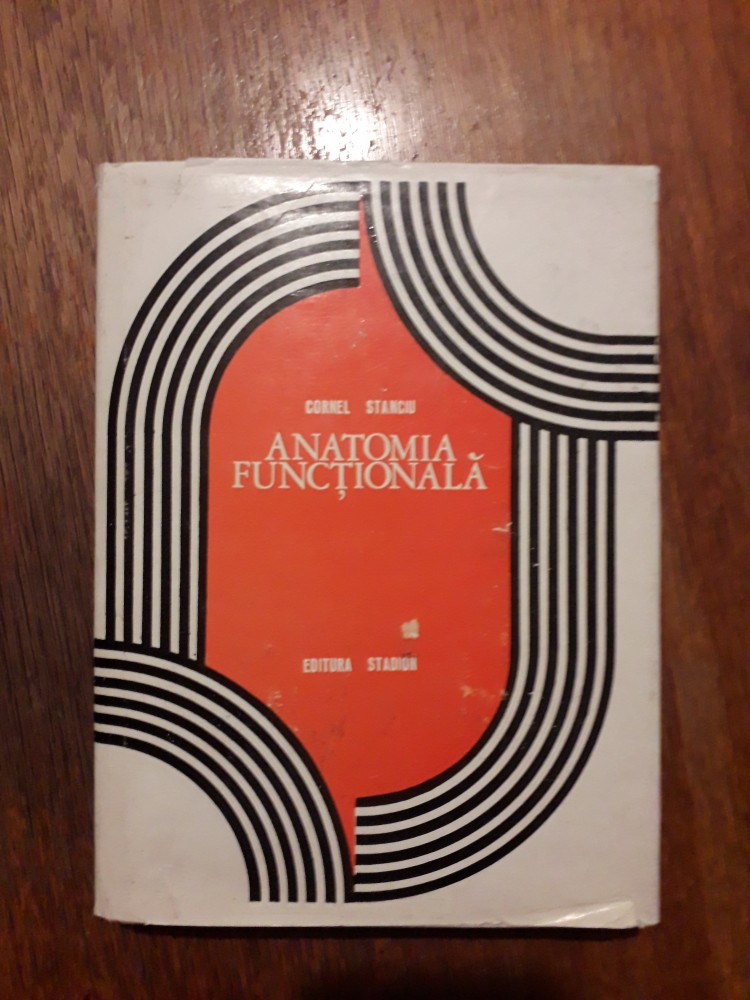 CORNEL STANCIU
ANATOMIA
FUNCȚIONALĂ
EDITURA STADION